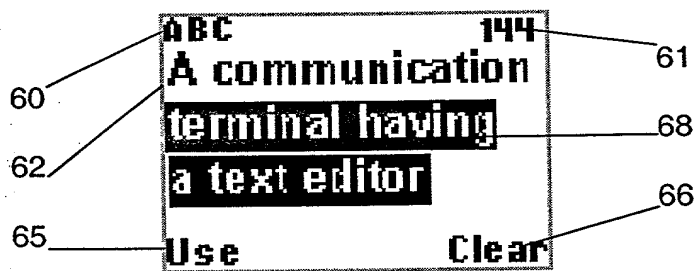 ABC 144
60 61
A communication
62
terminal having 68
a text editor
66
65 Use Clear